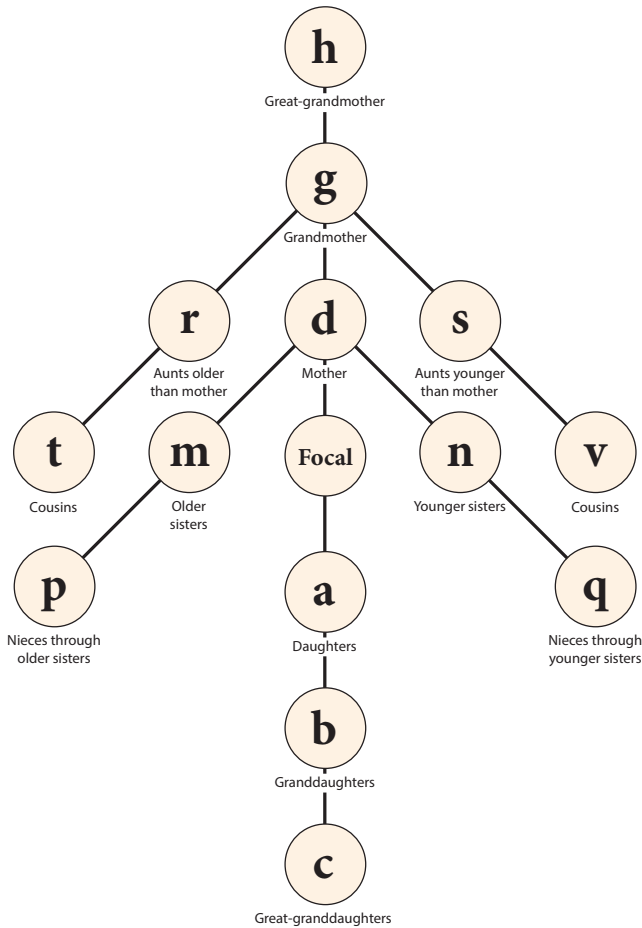 h
Great-grandmother
g
Grandmother
r d s
Aunts older Mother Aunts younger
than mother than mother
t m Focal n v
Cousins Older Younger sisters Cousins
sisters
p a q
Nieces through Daughters Nieces through
older sisters younger sisters
b
Granddaughters
c
Great-granddaughters